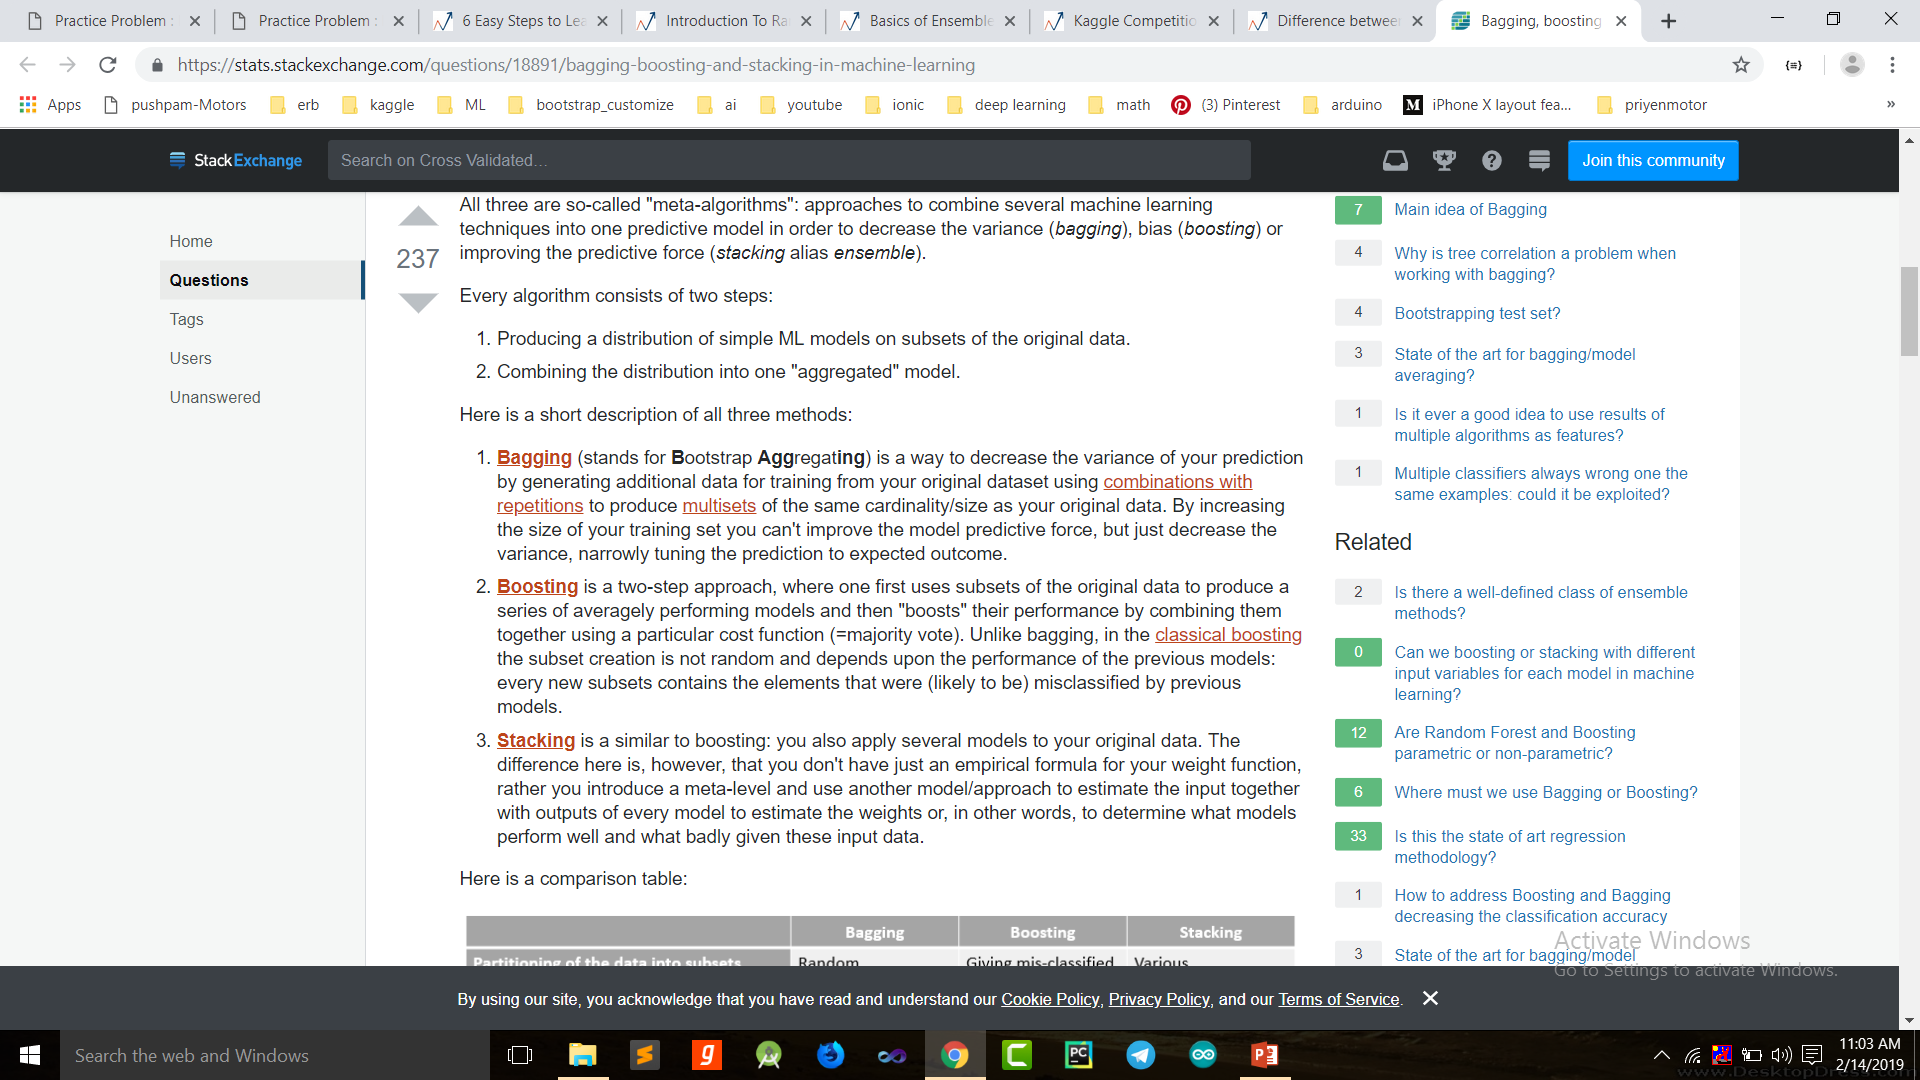 Practice Problem :
Practice Problem :
6 Easy Steps to Lea
Introduction To Ra
Basics of Ensemble
Kaggle Competitio
Difference betwee
Bagging, boosting
https://stats.stackexchange.com/questions/18891/bagging-boosting-and-stacking-in-machine-learning
Apps pushpam-Motors erb kaggle ML bootstrap_customize ai youtube ionic deep learning math (3) Pinterest arduino M iPhone X layout fea... priyenmotor »
StackExchange
Search on Cross Validated...
Join this community
Home
Questions
Tags
Users
Unanswered
237
All three are so-called "meta-algorithms": approaches to combine several machine learning
techniques into one predictive model in order to decrease the variance (bagging), bias (boosting) or
improving the predictive force (stacking alias ensemble).
Every algorithm consists of two steps:
1. Producing a distribution of simple ML models on subsets of the original data.
2. Combining the distribution into one "aggregated" model.
Here is a short description of all three methods:
1. Bagging (stands for Bootstrap Aggregating) is a way to decrease the variance of your prediction
by generating additional data for training from your original dataset using combinations with
repetitions to produce multisets of the same cardinality/size as your original data. By increasing
the size of your training set you can't improve the model predictive force, but just decrease the
variance, narrowly tuning the prediction to expected outcome.
2. Boosting is a two-step approach, where one first uses subsets of the original data to produce a
series of averagely performing models and then "boosts" their performance by combining them
together using a particular cost function (=majority vote). Unlike bagging, in the classical boosting
the subset creation is not random and depends upon the performance of the previous models:
every new subsets contains the elements that were (likely to be) misclassified by previous
models.
3. Stacking is a similar to boosting: you also apply several models to your original data. The
difference here is, however, that you don't have just an empirical formula for your weight function,
rather you introduce a meta-level and use another model/approach to estimate the input together
with outputs of every model to estimate the weights or, in other words, to determine what models
perform well and what badly given these input data.
Here is a comparison table:
Bagging Boosting Stacking
Partitioning of the data into subsets Random Giving mis-classified Various
7 Main idea of Bagging
4 Why is tree correlation a problem when
working with bagging?
4 Bootstrapping test set?
3 State of the art for bagging/model
averaging?
1 Is it ever a good idea to use results of
multiple algorithms as features?
1 Multiple classifiers always wrong one the
same examples: could it be exploited?
Related
2 Is there a well-defined class of ensemble
methods?
0 Can we boosting or stacking with different
input variables for each model in machine
learning?
12 Are Random Forest and Boosting
parametric or non-parametric?
6 Where must we use Bagging or Boosting?
33 Is this the state of art regression
methodology?
1 How to address Boosting and Bagging
decreasing the classification accuracy
3 State of the art for bagging/model
Activate Windows
Go to Settings to activate Windows.
By using our site, you acknowledge that you have read and understand our Cookie Policy, Privacy Policy, and our Terms of Service.
Search the web and Windows
11:03 AM
2/14/2019